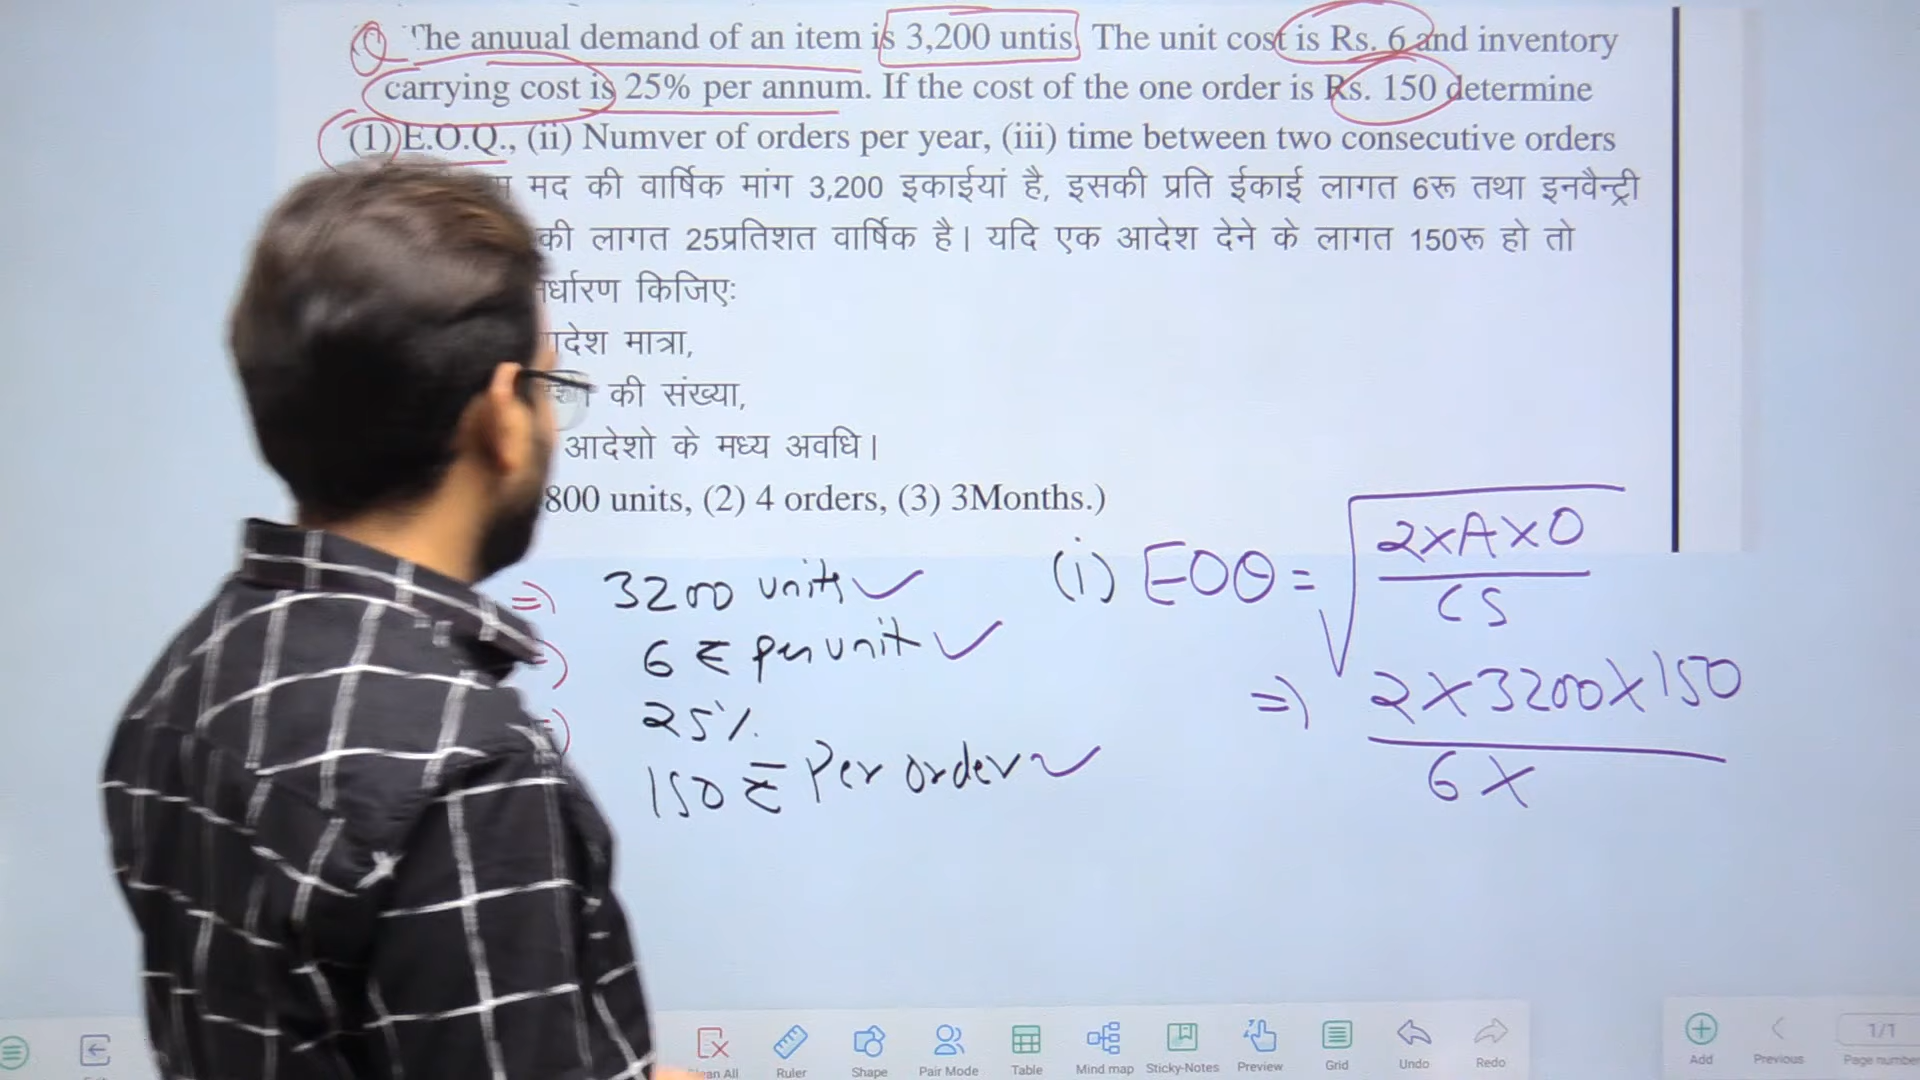 Q The anuual demand of an item is 3,200 untis. The unit cost is Rs. 6 and inventory
carrying cost is 25% per annum. If the cost of the one order is Rs. 150 determine
(1) E.O.Q., (ii) Numver of orders per year, (iii) time between two consecutive orders
मद की वार्षिक मांग 3,200 इकाईयां है, इसकी प्रति ईकाई लागत 6रू तथा इनवैन्ट्री
की लागत 25प्रतिशत वार्षिक है। यदि एक आदेश देने के लागत 150रू हो तो
किजिएः
मात्रा,
की संख्या,
आदेशो के मध्य अवधि।
800 units, (2) 4 orders, (3) 3Months.)
⇒ 3200 units ✓
⇒ 6 ₹ per unit ✓
25%
150 ₹ Per order ✓
(i) EOQ = √ 2×A×O
CS
⇒ 2×3200×150
6×
Clean All
Ruler
Shape
Pair Mode
Table
Mind map
Sticky-Notes
Preview
Grid
Undo
Redo
Add
Previous
1/1
Page number